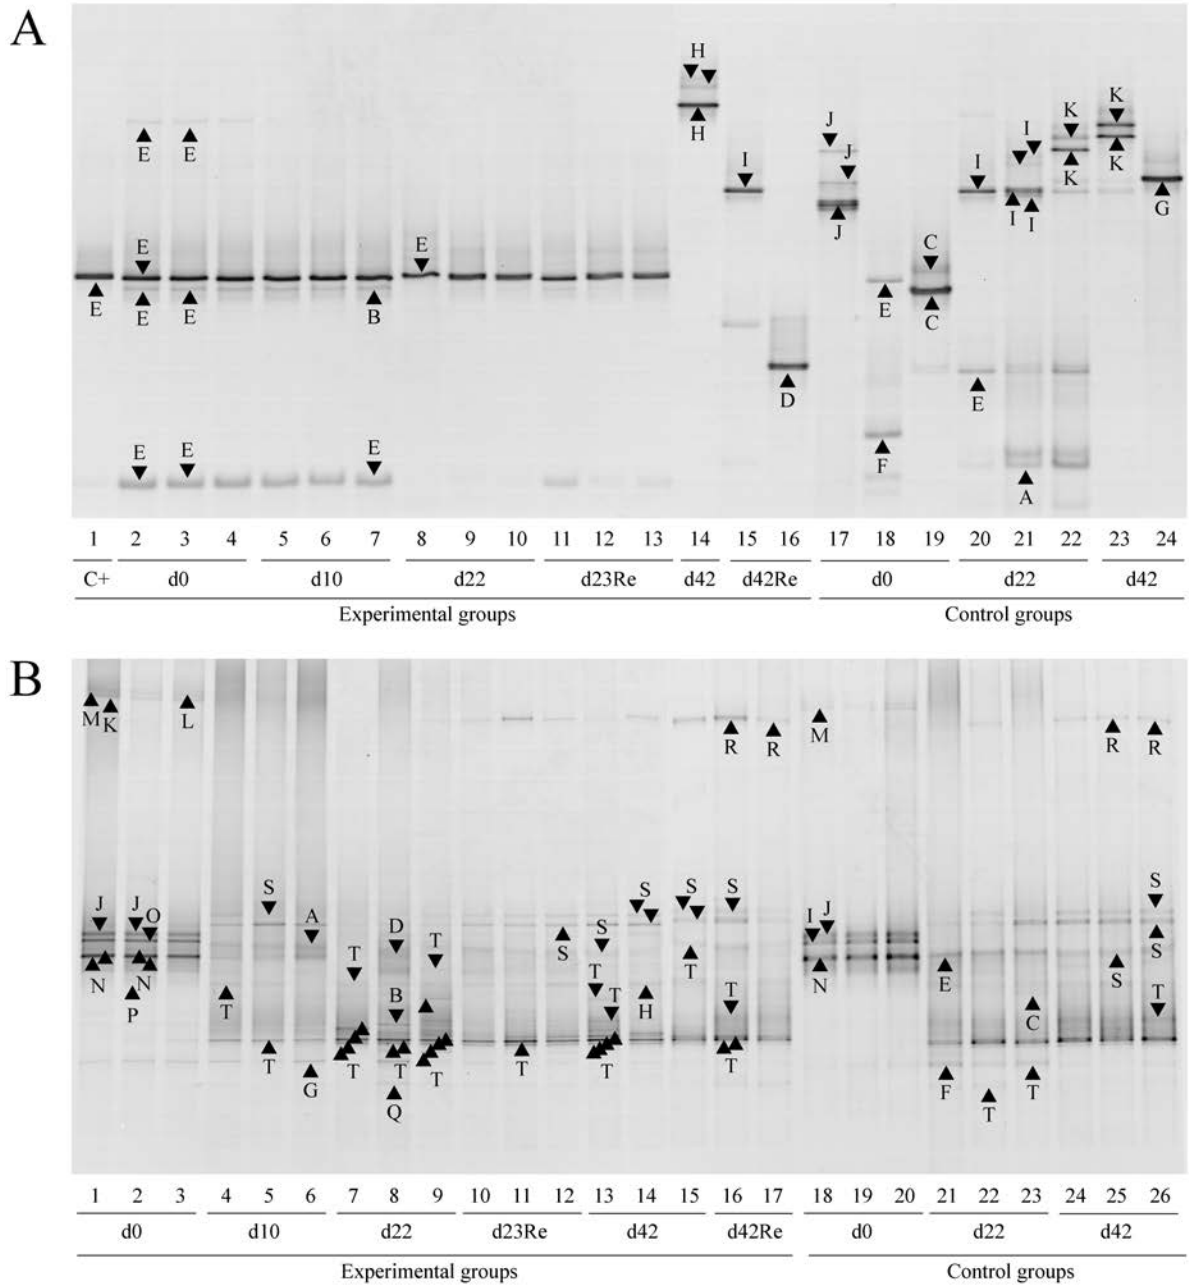 A
H
H
J
J
J
I
I
I
I
I
K
K
K
K
G
E
E
E
E
E
E
E
B
E
E
E
E
D
E
F
C
C
E
A
1 2 3 4 5 6 7 8 9 10 11 12 13 14 15 16 17 18 19 20 21 22 23 24
C+ d0 d10 d22 d23Re d42 d42Re d0 d22 d42
Experimental groups Control groups
B
M K L R R M R R
S S S S S
J J O A D T S I J S
N N T T T S T T N E S
P T B T H T C T
T T T T T T T
G Q F T T
1 2 3 4 5 6 7 8 9 10 11 12 13 14 15 16 17 18 19 20 21 22 23 24 25 26
d0 d10 d22 d23Re d42 d42Re d0 d22 d42
Experimental groups Control groups